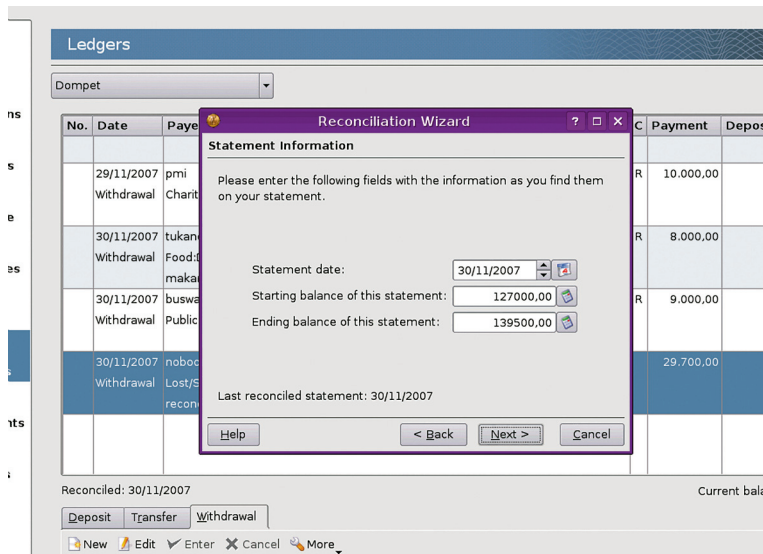 Ledgers
Dompet
ns
s
e
es
s
nts
s
No. Date Paye C Payment Depos
29/11/2007 pmi R 10.000,00
Withdrawal Charit
30/11/2007 tukan R 8.000,00
Withdrawal Food:D
makan
30/11/2007 buswa R 9.000,00
Withdrawal Public
30/11/2007 noboc 29.700,00
Withdrawal Lost/S
recon
Reconciliation Wizard
Statement Information
Please enter the following fields with the information as you find them
on your statement.
Statement date: 30/11/2007
Starting balance of this statement: 127000,00
Ending balance of this statement: 139500,00
Last reconciled statement: 30/11/2007
Help < Back Next > Cancel
Reconciled: 30/11/2007 Current bala
Deposit Transfer Withdrawal
New Edit Enter Cancel More